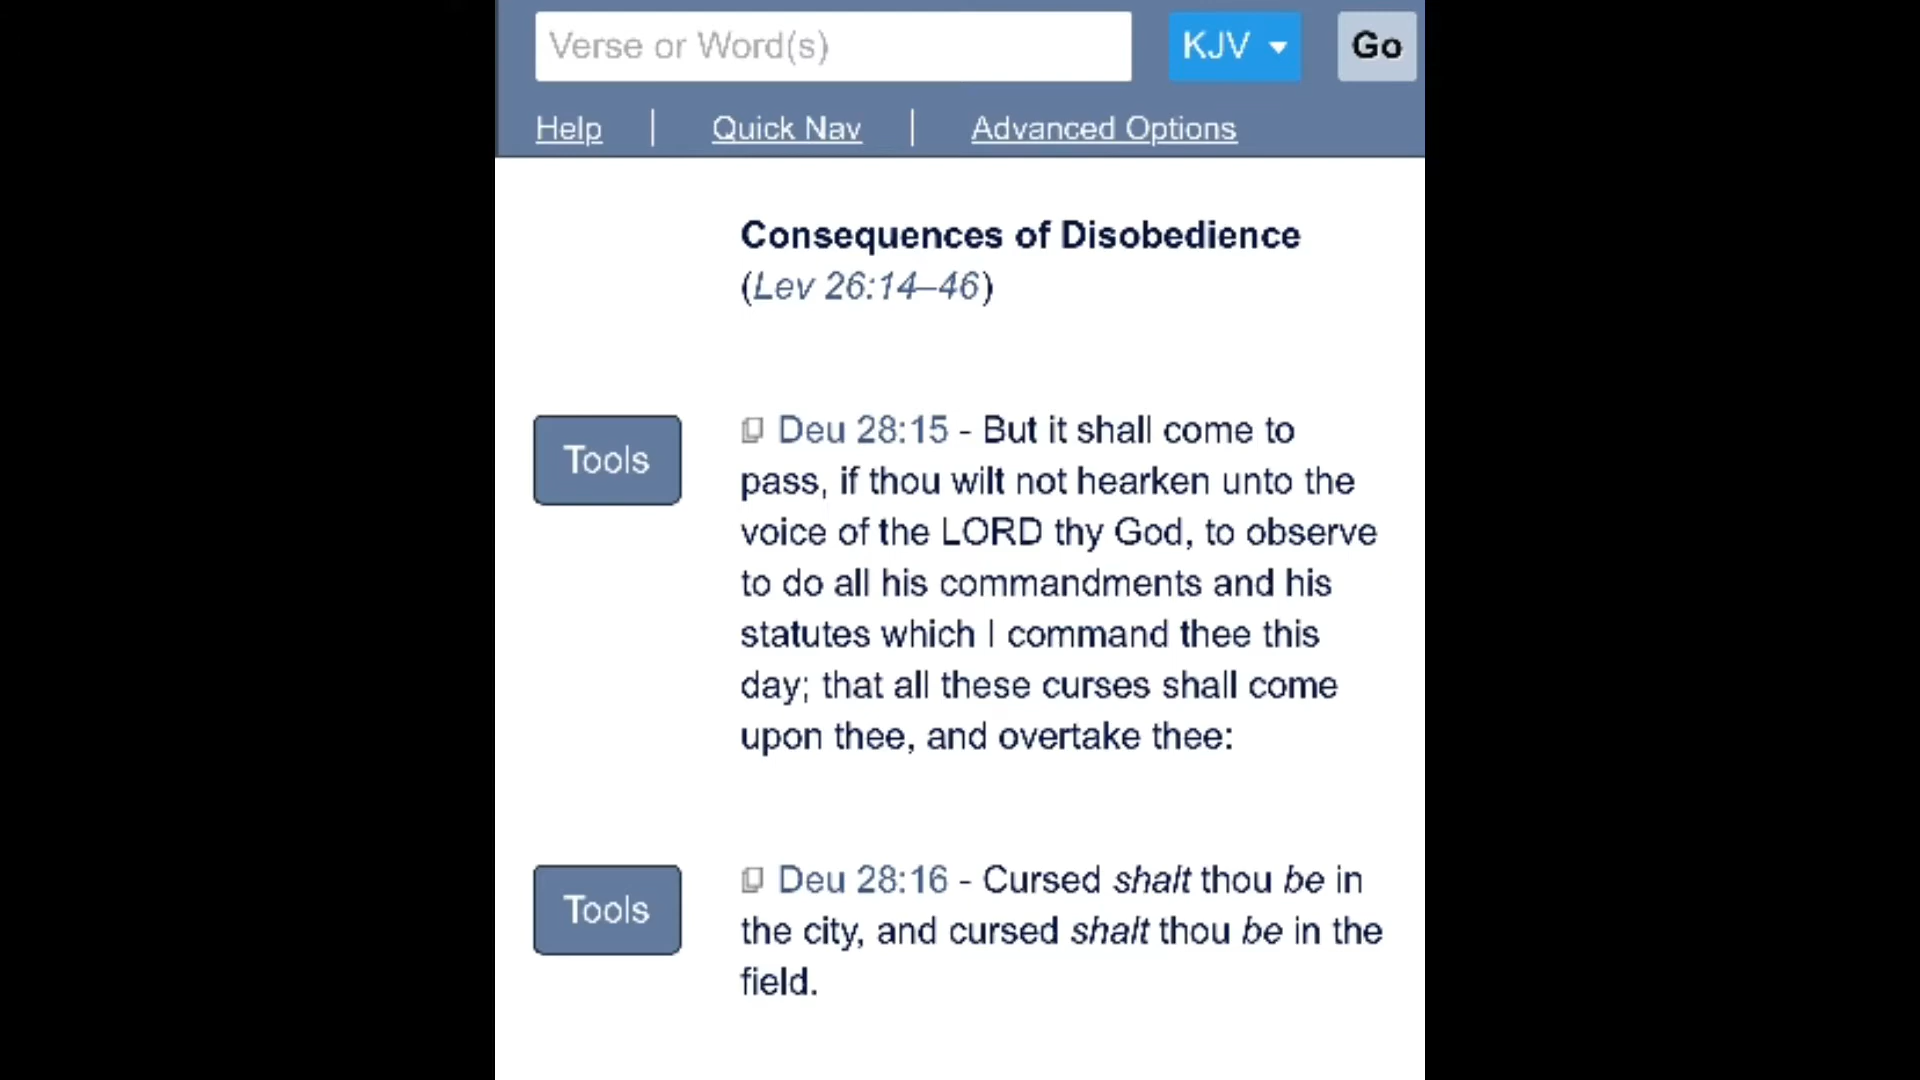 Verse or Word(s) KJV Go
Help | Quick Nav | Advanced Options
Consequences of Disobedience
(Lev 26:14–46)
Tools
Deu 28:15 - But it shall come to
pass, if thou wilt not hearken unto the
voice of the LORD thy God, to observe
to do all his commandments and his
statutes which I command thee this
day; that all these curses shall come
upon thee, and overtake thee:
Tools
Deu 28:16 - Cursed shalt thou be in
the city, and cursed shalt thou be in the
field.